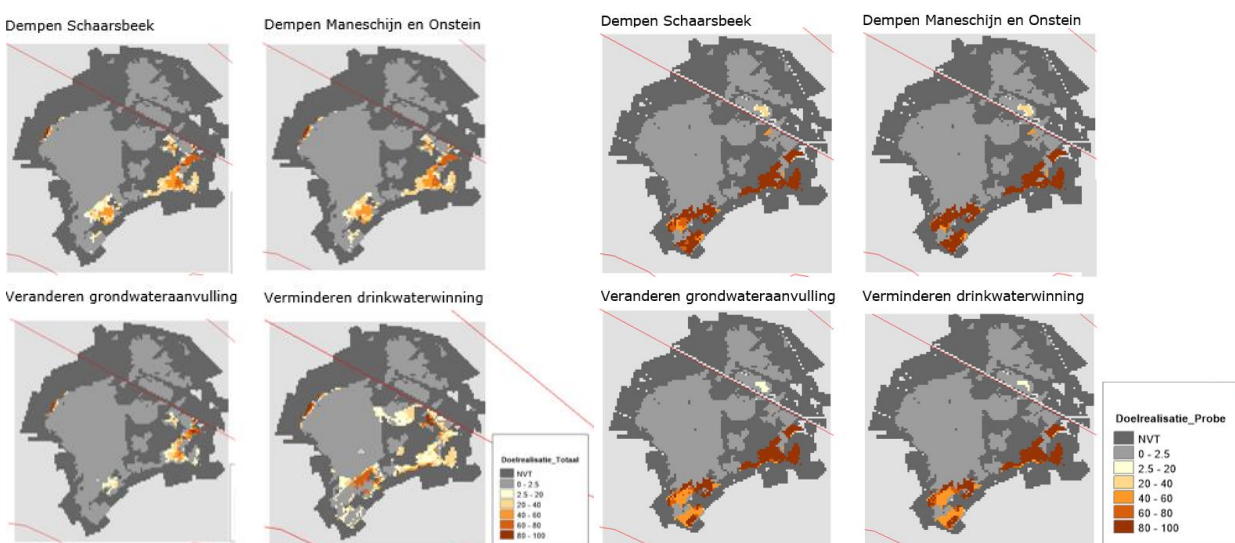 Dempen Schaarsbeek
Dempen Maneschijn en Onstein
Dempen Schaarsbeek
Dempen Maneschijn en Onstein
Veranderen grondwateraanvulling
Verminderen drinkwaterwinning
Veranderen grondwateraanvulling
Verminderen drinkwaterwinning
Doelrealisatie_Totaal
NVT
0 - 2.5
2.5 - 20
20 - 40
40 - 60
60 - 80
80 - 100
Doelrealisatie_Probe
NVT
0 - 2.5
2.5 - 20
20 - 40
40 - 60
60 - 80
80 - 100